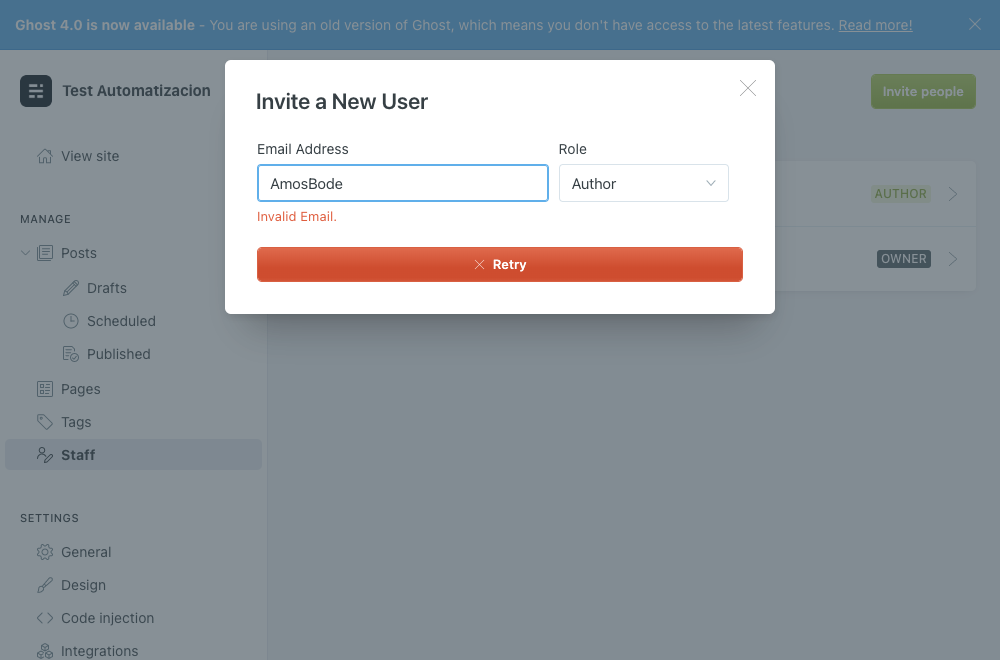 Ghost 4.0 is now available - You are using an old version of Ghost, which means you don't have access to the latest features. Read more!
Test Automatizacion
View site
MANAGE
Posts
Drafts
Scheduled
Published
Pages
Tags
Staff
SETTINGS
General
Design
Code injection
Integrations
Invite people
AUTHOR
OWNER
Invite a New User
Email Address
Role
AmosBode
Author
Invalid Email.
Retry